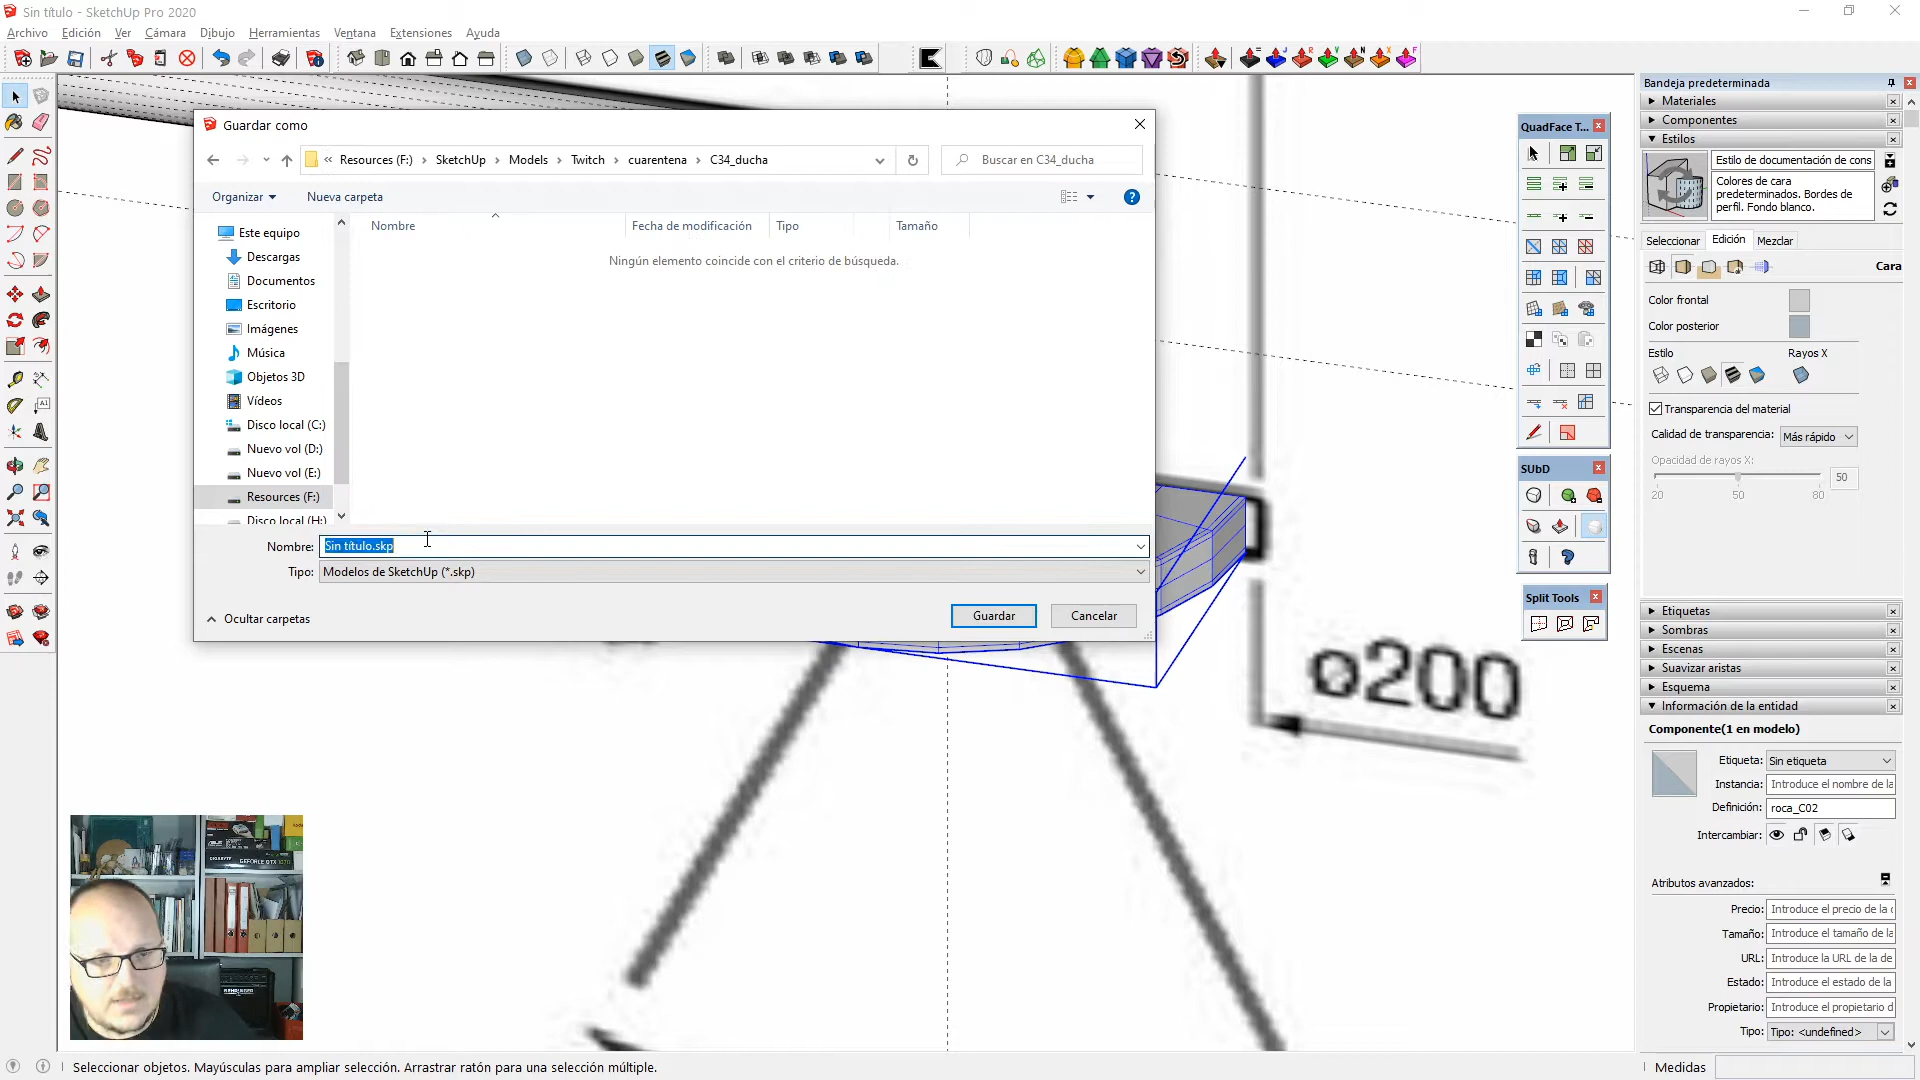 Sin título - SketchUp Pro 2020
Archivo Edición Ver Cámara Dibujo Herramientas Ventana Extensiones Ayuda
Guardar como
« Resources (F:) › SketchUp › Models › Twitch › cuarentena › C34_ducha
Buscar en C34_ducha
Organizar
Nueva carpeta
Este equipo
Descargas
Documentos
Escritorio
Imágenes
Música
Objetos 3D
Vídeos
Disco local (C:)
Nuevo vol (D:)
Nuevo vol (E:)
Resources (F:)
Disco local (H:)
Nombre Fecha de modificación Tipo Tamaño
Ningún elemento coincide con el criterio de búsqueda.
Nombre: Sin título.skp
Tipo: Modelos de SketchUp (*.skp)
Ocultar carpetas
Guardar
Cancelar
ø200
QuadFace T...
SUbD
Split Tools
Bandeja predeterminada
Materiales
Componentes
Estilos
Estilo de documentación de cons
Colores de cara
predeterminados. Bordes de
perfil. Fondo blanco.
Seleccionar Edición Mezclar
Cara
Color frontal
Color posterior
Estilo Rayos X
Transparencia del material
Calidad de transparencia: Más rápido
Opacidad de rayos X:
50
20 50 80
Etiquetas
Sombras
Escenas
Suavizar aristas
Esquema
Información de la entidad
Componente(1 en modelo)
Etiqueta: Sin etiqueta
Instancia: Introduce el nombre de la
Definición: roca_C02
Intercambiar:
Atributos avanzados:
Precio: Introduce el precio de la
Tamaño: Introduce el tamaño de la
URL: Introduce la URL de la de
Estado: Introduce el estado de la
Propietario: Introduce el propietario d
Tipo: Tipo: <undefined>
Seleccionar objetos. Mayúsculas para ampliar selección. Arrastrar ratón para una selección múltiple.
Medidas